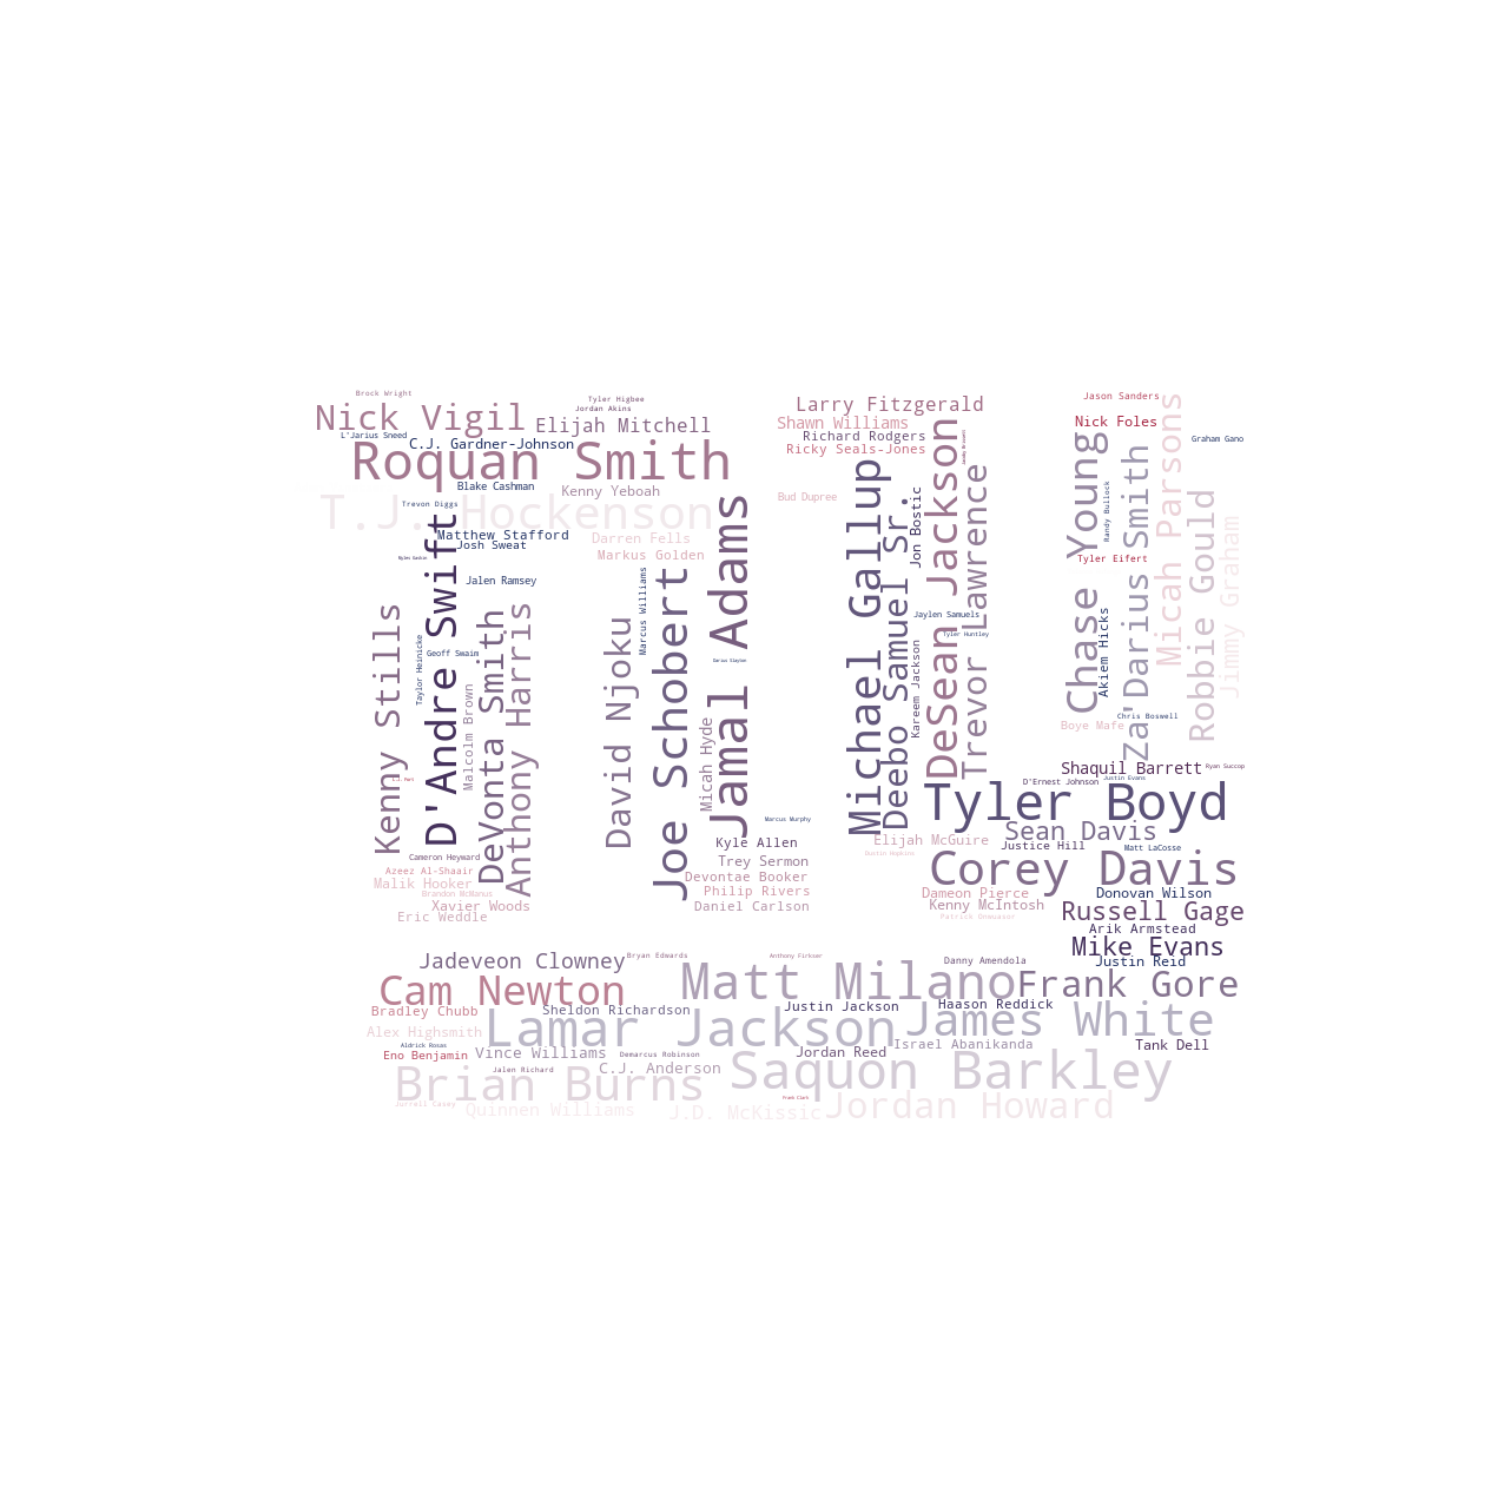 Brock Wright
Nick Vigil
Tyler Higbee
Jordan Akins
Elijah Mitchell
L'Jarius Sneed
C.J. Gardner-Johnson
Roquan Smith
Blake Cashman
Kenny Yeboah
T.J. Hockenson
Trevon Diggs
Matthew Stafford
Josh Sweat
Darren Fells
Markus Golden
Jalen Ramsey
Kenny Stills
D'Andre Swift
Taylor Heinicke
Geoff Swaim
Malcolm Brown
DeVonta Smith
Anthony Harris
David Njoku
Marcus Williams
Joe Schobert
Micah Hyde
Jamal Adams
Darius Slayton
Larry Fitzgerald
Shawn Williams
Richard Rodgers
Ricky Seals-Jones
Bud Dupree
Michael Gallup
Deebo Samuel Sr.
Jon Bostic
Kareem Jackson
DeSean Jackson
Trevor Lawrence
Jaylen Samuels
Tyler Huntley
Jason Sanders
Nick Foles
Graham Gano
Chase Young
Randy Bullock
Tyler Eifert
Akiem Hicks
Za'Darius Smith
Micah Parsons
Robbie Gould
Jimmy Graham
Boye Mafe
Chris Boswell
Shaquil Barrett
Ryan Succop
D'Ernest Johnson
Justin Evans
Tyler Boyd
Marcus Murphy
Sean Davis
Elijah McGuire
Justice Hill
Matt LaCosse
Dustin Hopkins
Kyle Allen
Cameron Heyward
Trey Sermon
Corey Davis
Azeez Al-Shaair
Devontae Booker
Malik Hooker
Brandon McManus
Philip Rivers
Dameon Pierce
Donovan Wilson
Xavier Woods
Daniel Carlson
Kenny McIntosh
Russell Gage
Eric Weddle
Patrick Onwuasor
Arik Armstead
Mike Evans
Jadeveon Clowney
Bryan Edwards
Anthony Firkser
Danny Amendola
Justin Reid
Cam Newton
Matt Milano
Frank Gore
Bradley Chubb
Sheldon Richardson
Justin Jackson
Haason Reddick
Alex Highsmith
Lamar Jackson
James White
Aldrick Rosas
Eno Benjamin
Vince Williams
Demarcus Robinson
Jordan Reed
Israel Abanikanda
Tank Dell
Jalen Richard
C.J. Anderson
Brian Burns
Saquon Barkley
Jurrell Casey
Quinnen Williams
J.D. McKissic
Frank Clark
Jordan Howard